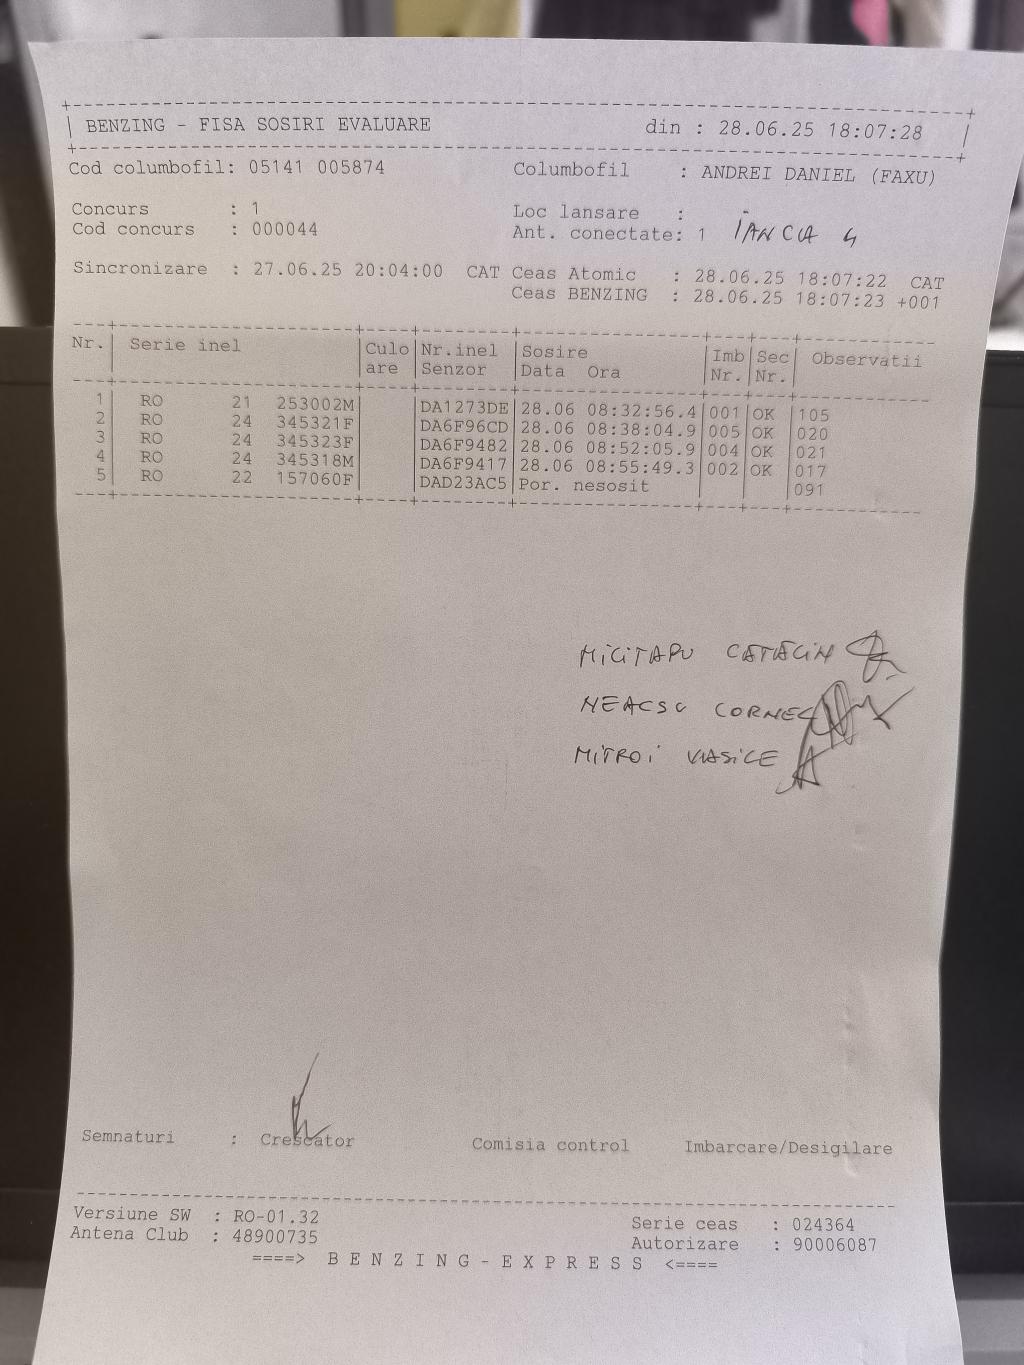 BENZING - FISA SOSIRI EVALUARE din : 28.06.25 18:07:28
Cod columbofil: 05141 005874 Columbofil : ANDREI DANIEL (FAXU)
Concurs : 1 Loc lansare :
Cod concurs : 000044 Ant. conectate: 1 IANCA 4
Sincronizare : 27.06.25 20:04:00 CAT Ceas Atomic : 28.06.25 18:07:22 CAT
Ceas BENZING : 28.06.25 18:07:23 +001
Nr. Serie inel Culo Nr.inel Sosire Imb Sec Observatii
are Senzor Data Ora Nr. Nr.
1 RO 21 253002M DA1273DE 28.06 08:32:56.4 001 OK 105
2 RO 24 345321F DA6F96CD 28.06 08:38:04.9 005 OK 020
3 RO 24 345323F DA6F9482 28.06 08:52:05.9 004 OK 021
4 RO 24 345318M DA6F9417 28.06 08:55:49.3 002 OK 017
5 RO 22 157060F DAD23AC5 Por. nesosit 091
CATALIN
NEACSU CORNEL
MITROI VASILE
Semnaturi : Crescator Comisia control Imbarcare/Desigilare
Versiune SW : RO-01.32 Serie ceas : 024364
Antena Club : 48900735 Autorizare : 90006087
====> B E N Z I N G - E X P R E S S <====